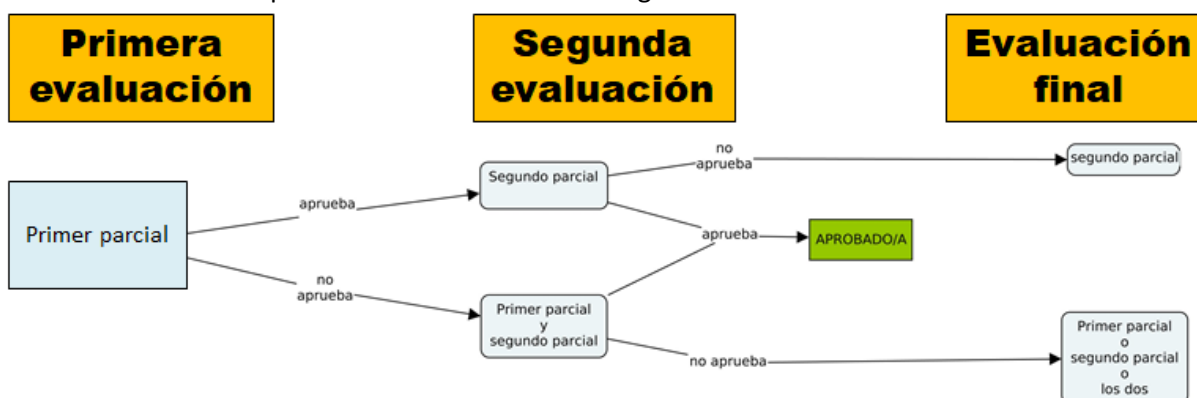 Primera
evaluación
Segunda
evaluación
Evaluación
final
Primer parcial
aprueba
no
aprueba
Segundo parcial
Primer parcial
y
segundo parcial
no
aprueba
aprueba
no aprueba
APROBADO/A
segundo parcial
Primer parcial
o
segundo parcial
o
los dos